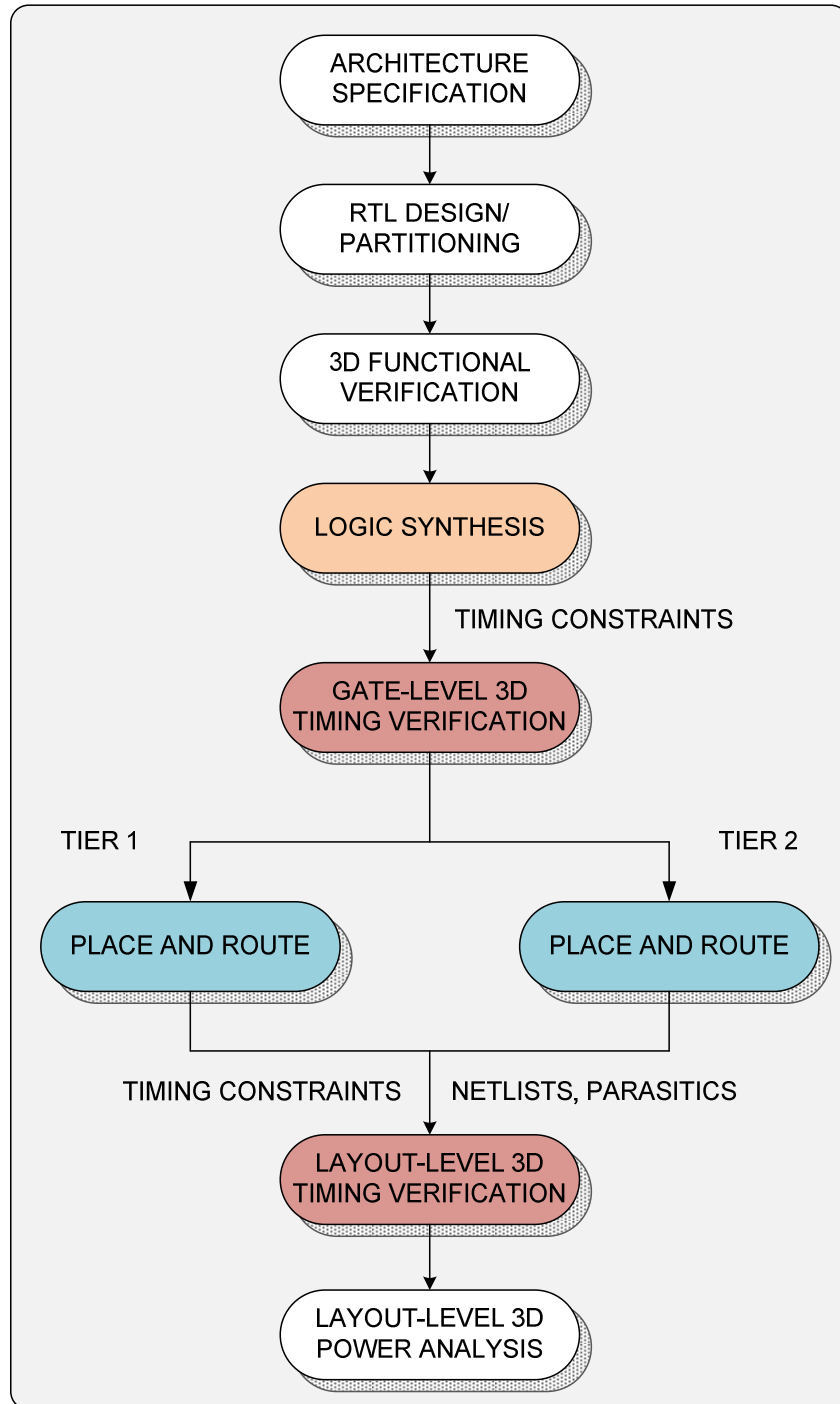 ARCHITECTURE
SPECIFICATION
RTL DESIGN/
PARTITIONING
3D FUNCTIONAL
VERIFICATION
LOGIC SYNTHESIS
TIMING CONSTRAINTS
GATE-LEVEL 3D
TIMING VERIFICATION
TIER 1
TIER 2
PLACE AND ROUTE
PLACE AND ROUTE
TIMING CONSTRAINTS
NETLISTS, PARASITICS
LAYOUT-LEVEL 3D
TIMING VERIFICATION
LAYOUT-LEVEL 3D
POWER ANALYSIS